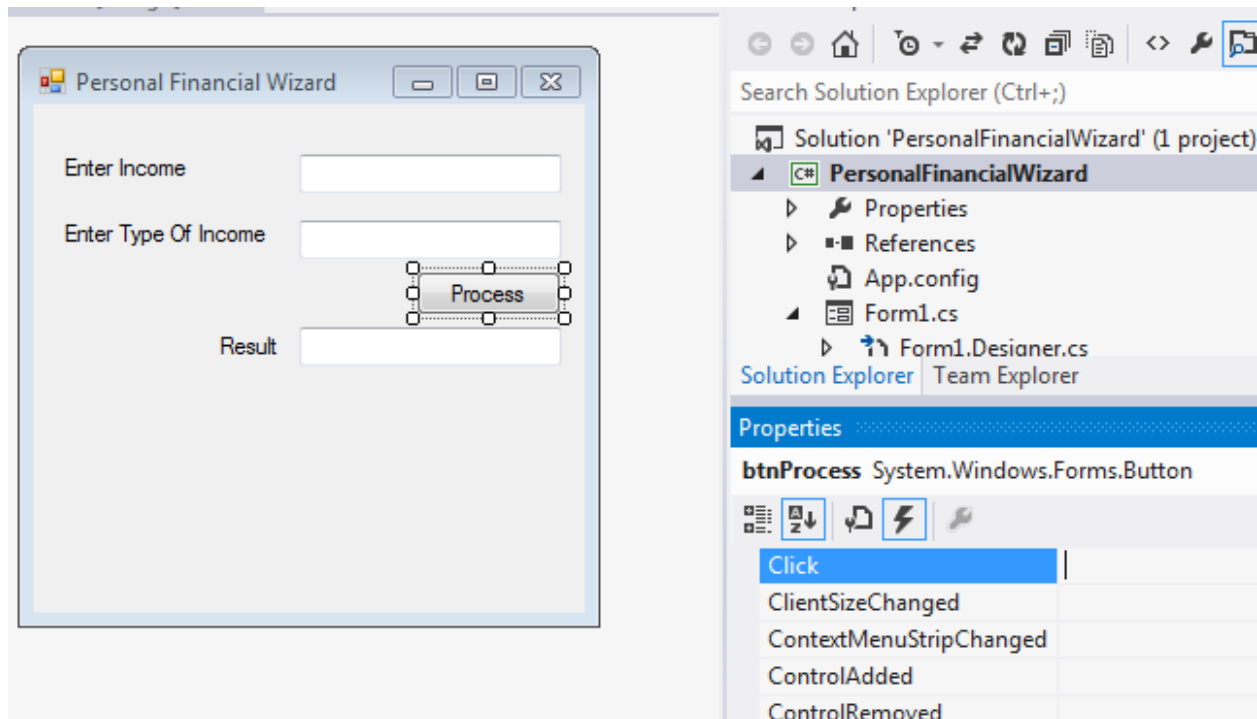 Personal Financial Wizard
Enter Income
Enter Type Of Income
Process
Result
Search Solution Explorer (Ctrl+;)
Solution 'PersonalFinancialWizard' (1 project)
C# PersonalFinancialWizard
Properties
References
App.config
Form1.cs
Form1.Designer.cs
Solution Explorer Team Explorer
Properties
btnProcess System.Windows.Forms.Button
Click
ClientSizeChanged
ContextMenuStripChanged
ControlAdded
ControlRemoved